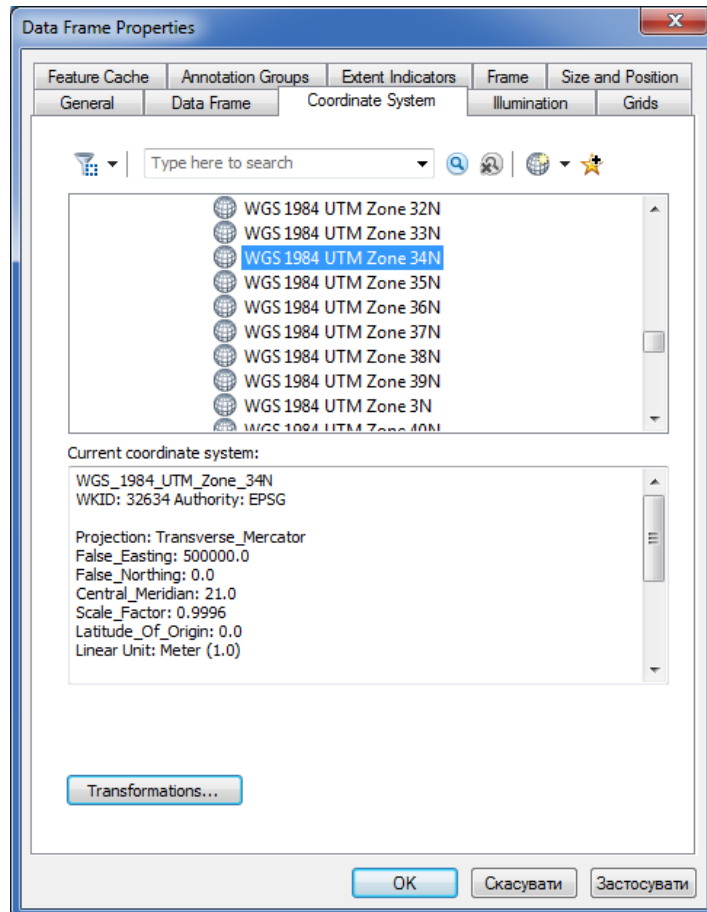 Data Frame Properties
Feature Cache Annotation Groups Extent Indicators Frame Size and Position
General Data Frame Coordinate System Illumination Grids
Type here to search
WGS 1984 UTM Zone 32N
WGS 1984 UTM Zone 33N
WGS 1984 UTM Zone 34N
WGS 1984 UTM Zone 35N
WGS 1984 UTM Zone 36N
WGS 1984 UTM Zone 37N
WGS 1984 UTM Zone 38N
WGS 1984 UTM Zone 39N
WGS 1984 UTM Zone 3N
WGS 1984 UTM Zone 40N
Current coordinate system:
WGS_1984_UTM_Zone_34N
WKID: 32634 Authority: EPSG
Projection: Transverse_Mercator
False_Easting: 500000.0
False_Northing: 0.0
Central_Meridian: 21.0
Scale_Factor: 0.9996
Latitude_Of_Origin: 0.0
Linear Unit: Meter (1.0)
Transformations...
OK Скасувати Застосувати